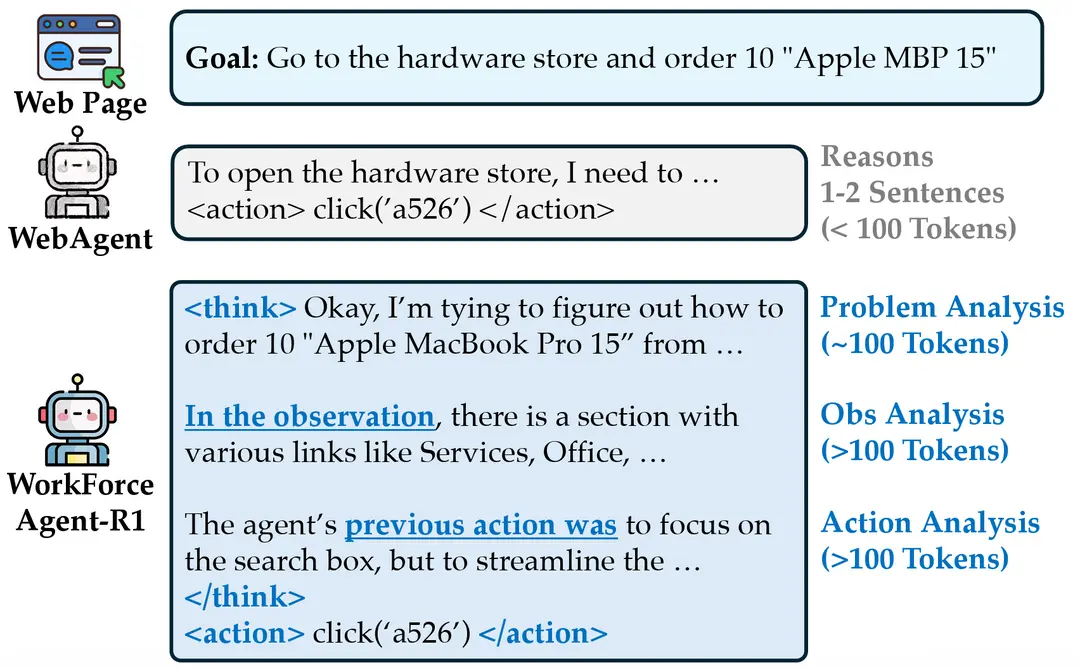 Goal: Go to the hardware store and order 10 "Apple MBP 15"
Web Page
To open the hardware store, I need to …
<action> click(’a526’) </action>
WebAgent
Reasons
1-2 Sentences
(< 100 Tokens)
<think> Okay, I’m tying to figure out how to
order 10 "Apple MacBook Pro 15” from …
Problem Analysis
(~100 Tokens)
In the observation, there is a section with
various links like Services, Office, …
Obs Analysis
(>100 Tokens)
WorkForce
Agent-R1
The agent’s previous action was to focus on
the search box, but to streamline the …
</think>
<action> click(‘a526’) </action>
Action Analysis
(>100 Tokens)